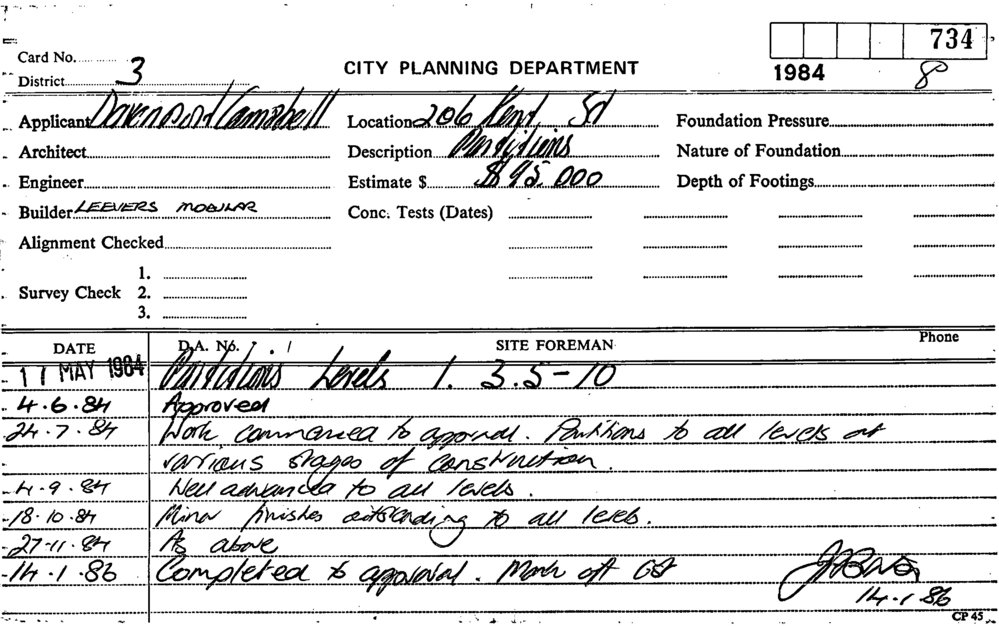 734
1984
8
Card No.
District 3
CITY PLANNING DEPARTMENT
Applicant Davenport Campbell
Location 206 Kent St
Foundation Pressure
Architect
Description Partitions
Nature of Foundation
Engineer
Estimate $ $95.000
Depth of Footings
Builder LEEVERS MODULAR
Conc. Tests (Dates)
Alignment Checked
1.
Survey Check 2.
3.
DATE D.A. No. SITE FOREMAN Phone
17 MAY 1984 Partitions Levels 1. 3.5-10
4.6.84 Approved
24.7.84 Work commenced to approval. Partitions to all levels at
various stages of construction.
4.9.84 Well advanced to all levels.
18.10.84 Minor finishes outstanding to all levels.
27-11.84 As above
14.1.86 Completed to approval. Mark off
14.1.86
CP 45